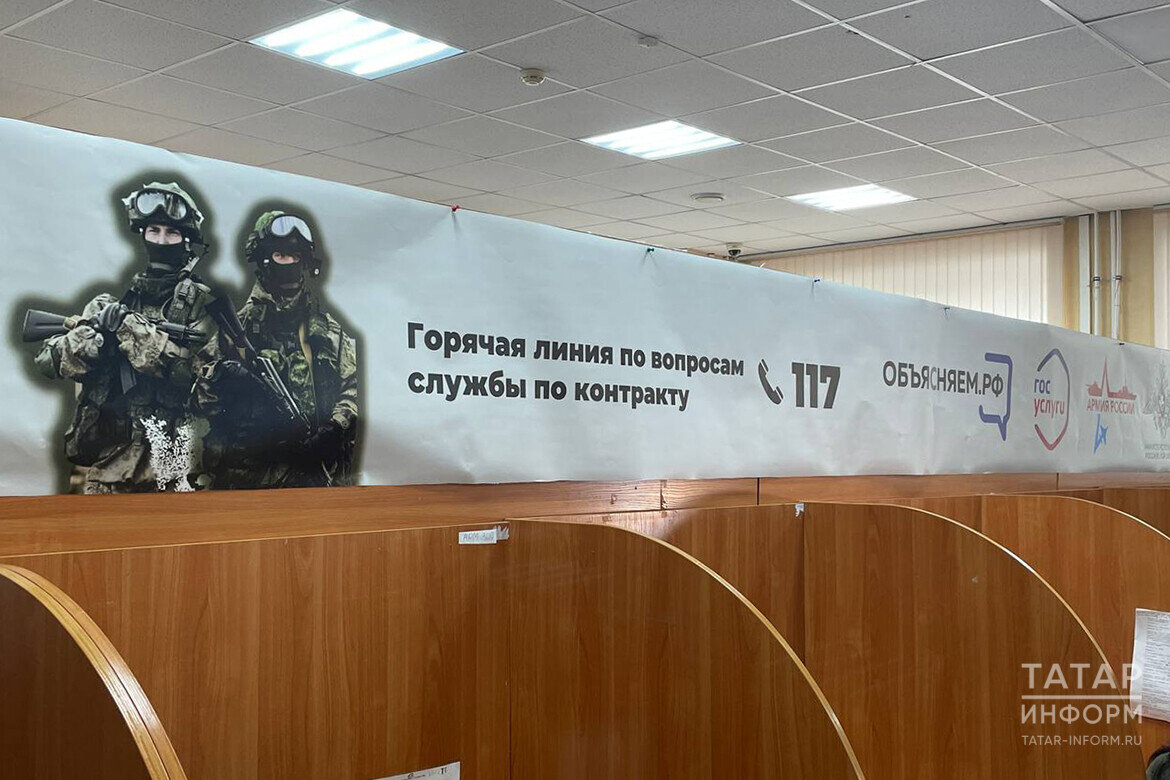 Горячая линия по вопросам
службы по контракту
117
ОБЪЯСНЯЕМ.РФ
гос
услуги
АРМИЯ РОССИИ
ТАТАР
ИНФОРМ
TATAR-INFORM.RU